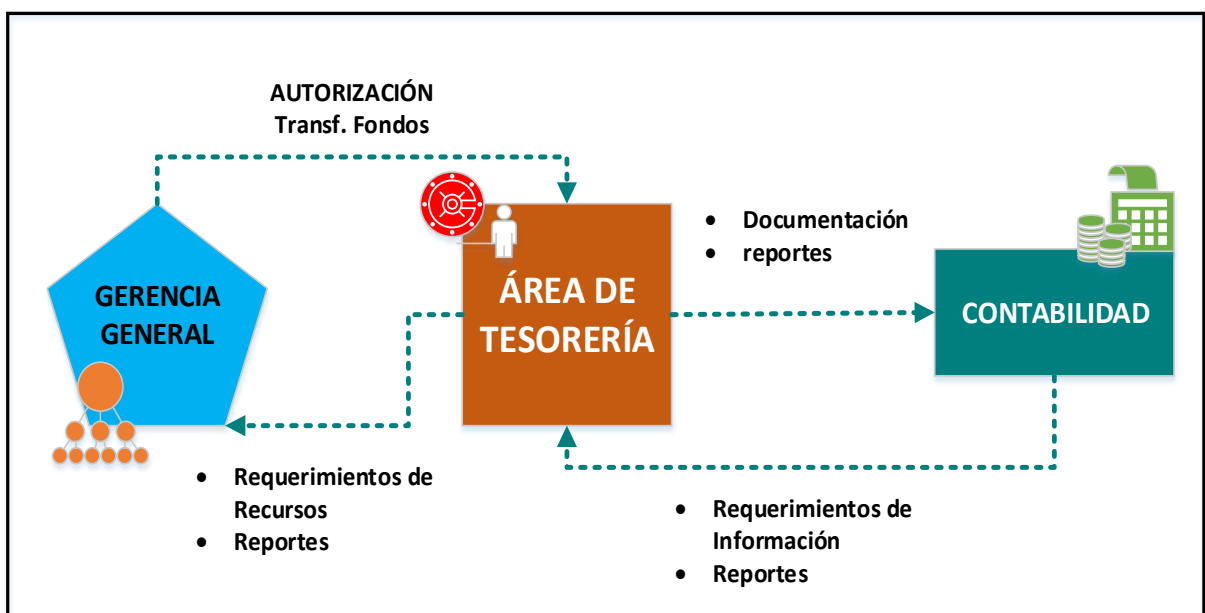 AUTORIZACIÓN
Transf. Fondos
GERENCIA
GENERAL
ÁREA DE
TESORERÍA
• Documentación
• reportes
CONTABILIDAD
• Requerimientos de
Recursos
• Reportes
• Requerimientos de
Información
• Reportes